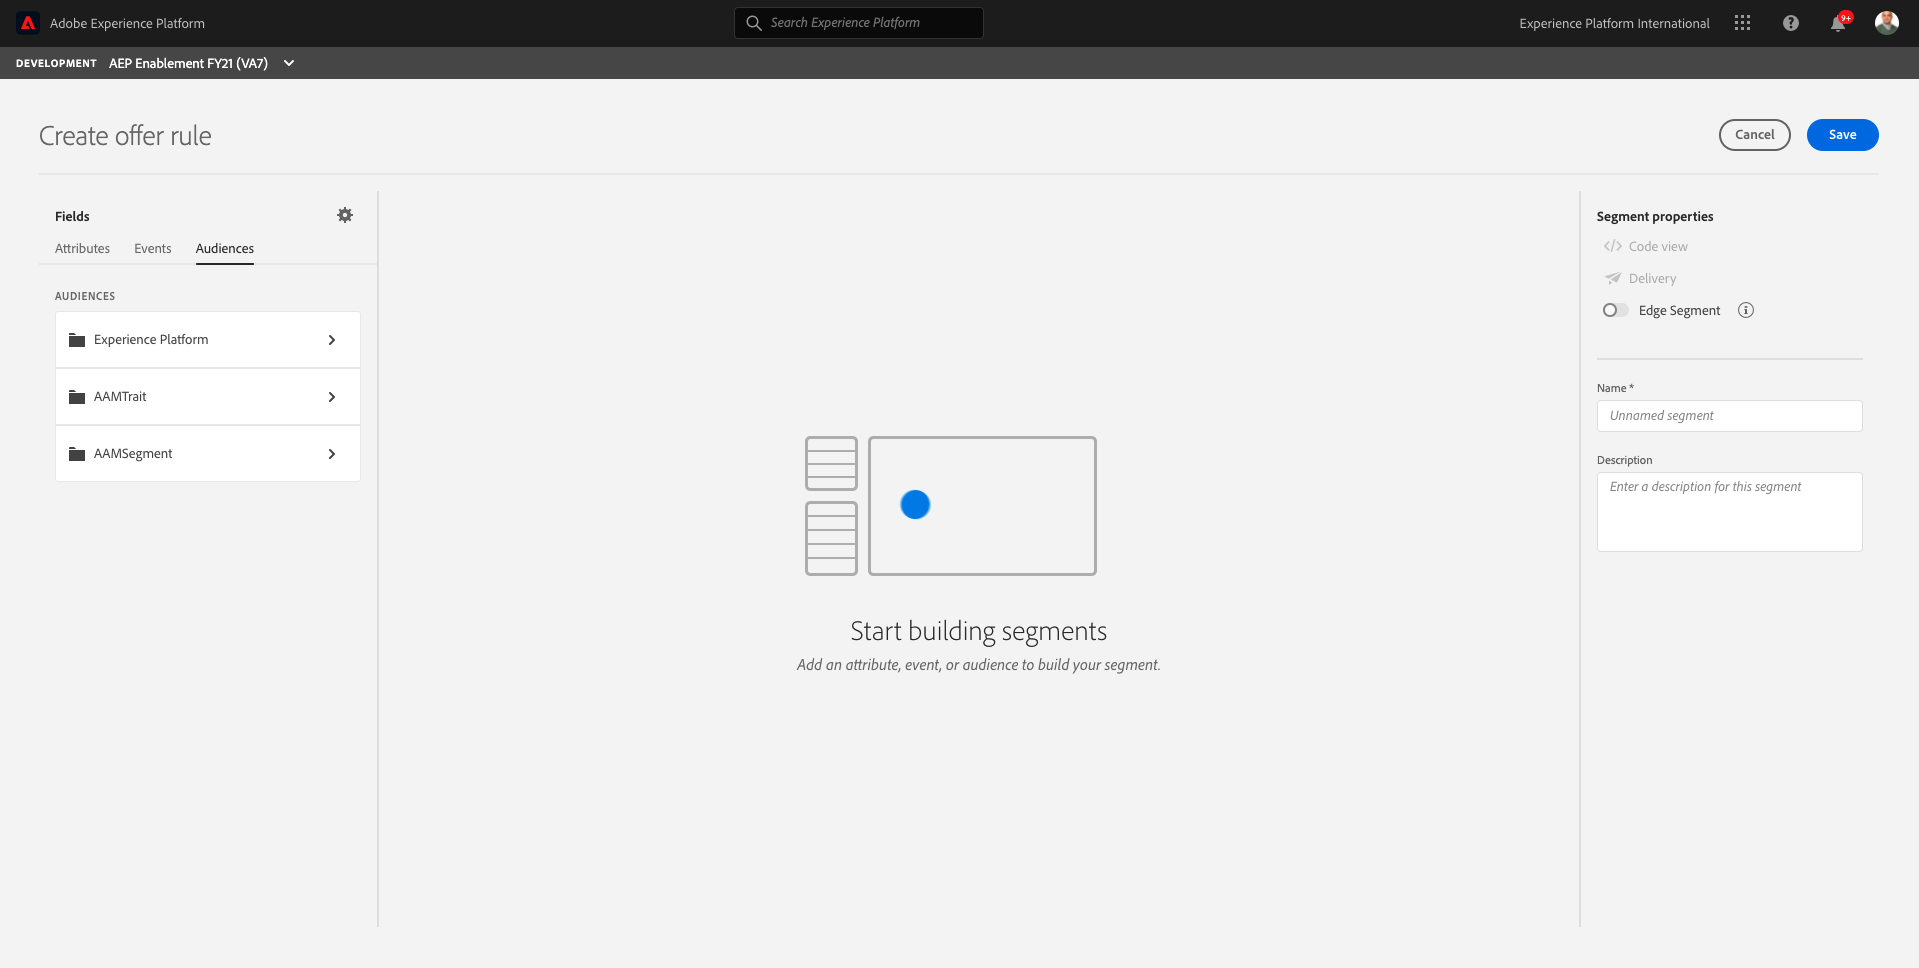 Adobe Experience Platform
Search Experience Platform
Experience Platform International
9+
DEVELOPMENT AEP Enablement FY21 (VA7)
Create offer rule
Cancel
Save
Fields
Attributes Events Audiences
AUDIENCES
Experience Platform
AAMTrait
AAMSegment
Start building segments
Add an attribute, event, or audience to build your segment.
Segment properties
Code view
Delivery
Edge Segment
Name *
Unnamed segment
Description
Enter a description for this segment